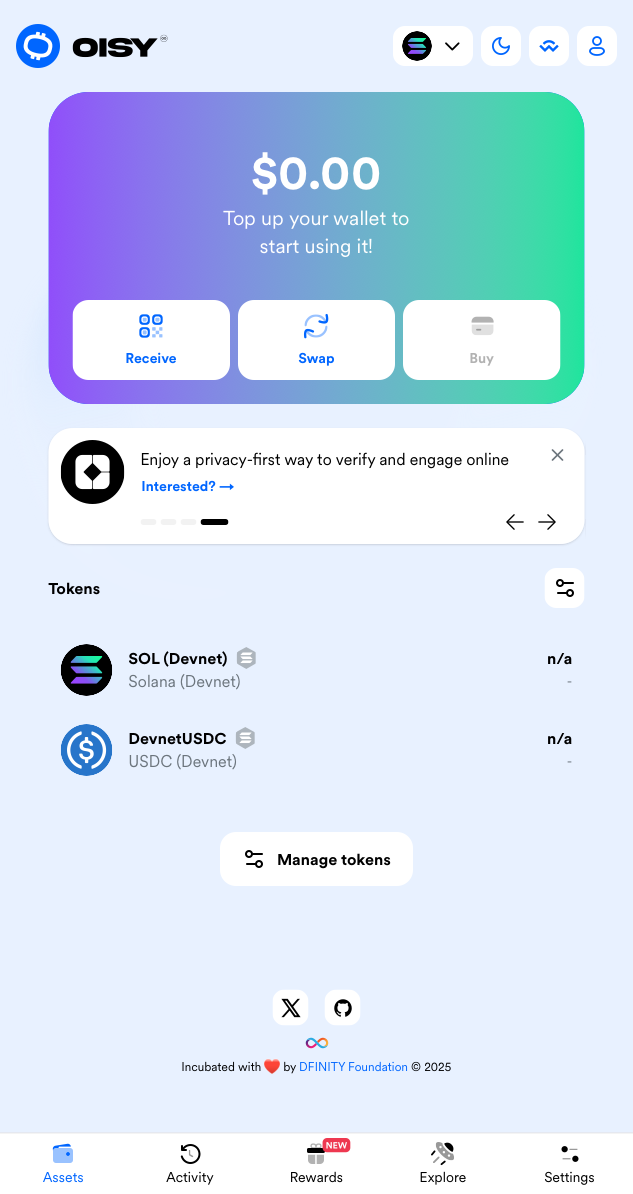 OISY
$0.00
Top up your wallet to
start using it!
Receive
Swap
Buy
Enjoy a privacy-first way to verify and engage online
Interested? →
Tokens
SOL (Devnet)
n/a
Solana (Devnet)
-
DevnetUSDC
n/a
USDC (Devnet)
-
Manage tokens
Incubated with ❤️ by DFINITY Foundation © 2025
NEW
Assets
Activity
Rewards
Explore
Settings